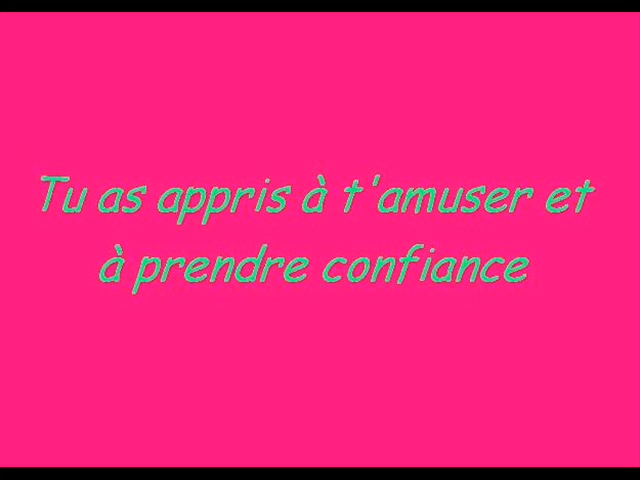 Tu as appris à t'amuser et
à prendre confiance